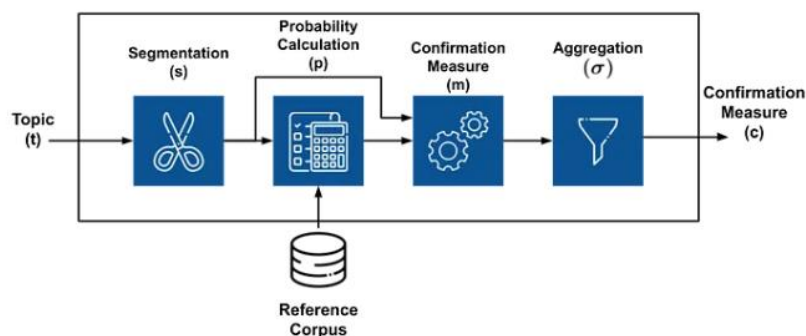 Topic
(t)
Segmentation
(s)
Probability
Calculation
(p)
Confirmation
Measure
(m)
Aggregation
(σ)
Confirmation
Measure
(c)
Reference
Corpus